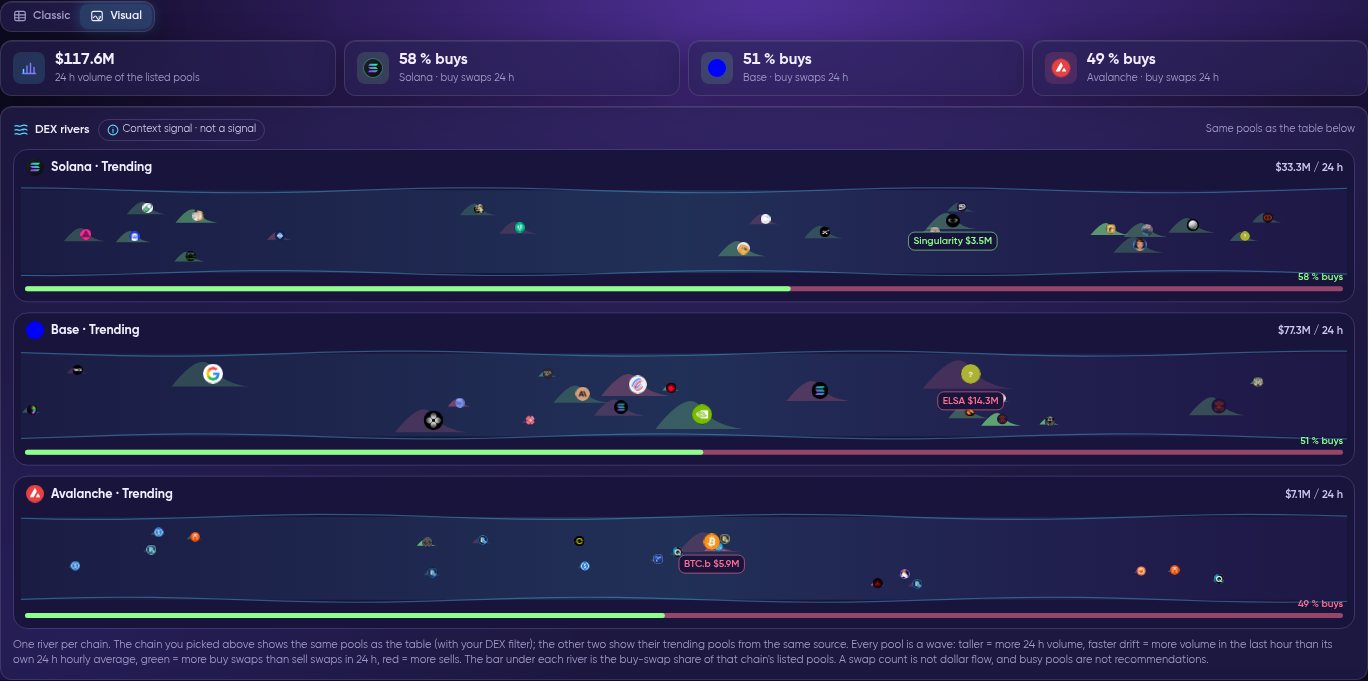 Classic
Visual
$117.6M
24 h volume of the listed pools
58 % buys
Solana · buy swaps 24 h
51 % buys
Base · buy swaps 24 h
49 % buys
Avalanche · buy swaps 24 h
DEX rivers
Context signal · not a signal
Same pools as the table below
Solana · Trending
$33.3M / 24 h
Singularity $3.5M
58 % buys
Base · Trending
$77.3M / 24 h
ELSA $14.3M
51 % buys
Avalanche · Trending
$7.1M / 24 h
BTC.b $5.9M
49 % buys
One river per chain. The chain you picked above shows the same pools as the table (with your DEX filter); the other two show their trending pools from the same source. Every pool is a wave: taller = more 24 h volume, faster drift = more volume in the last hour than its
own 24 h hourly average, green = more buy swaps than sell swaps in 24 h, red = more sells. The bar under each river is the buy-swap share of that chain's listed pools. A swap count is not dollar flow, and busy pools are not recommendations.